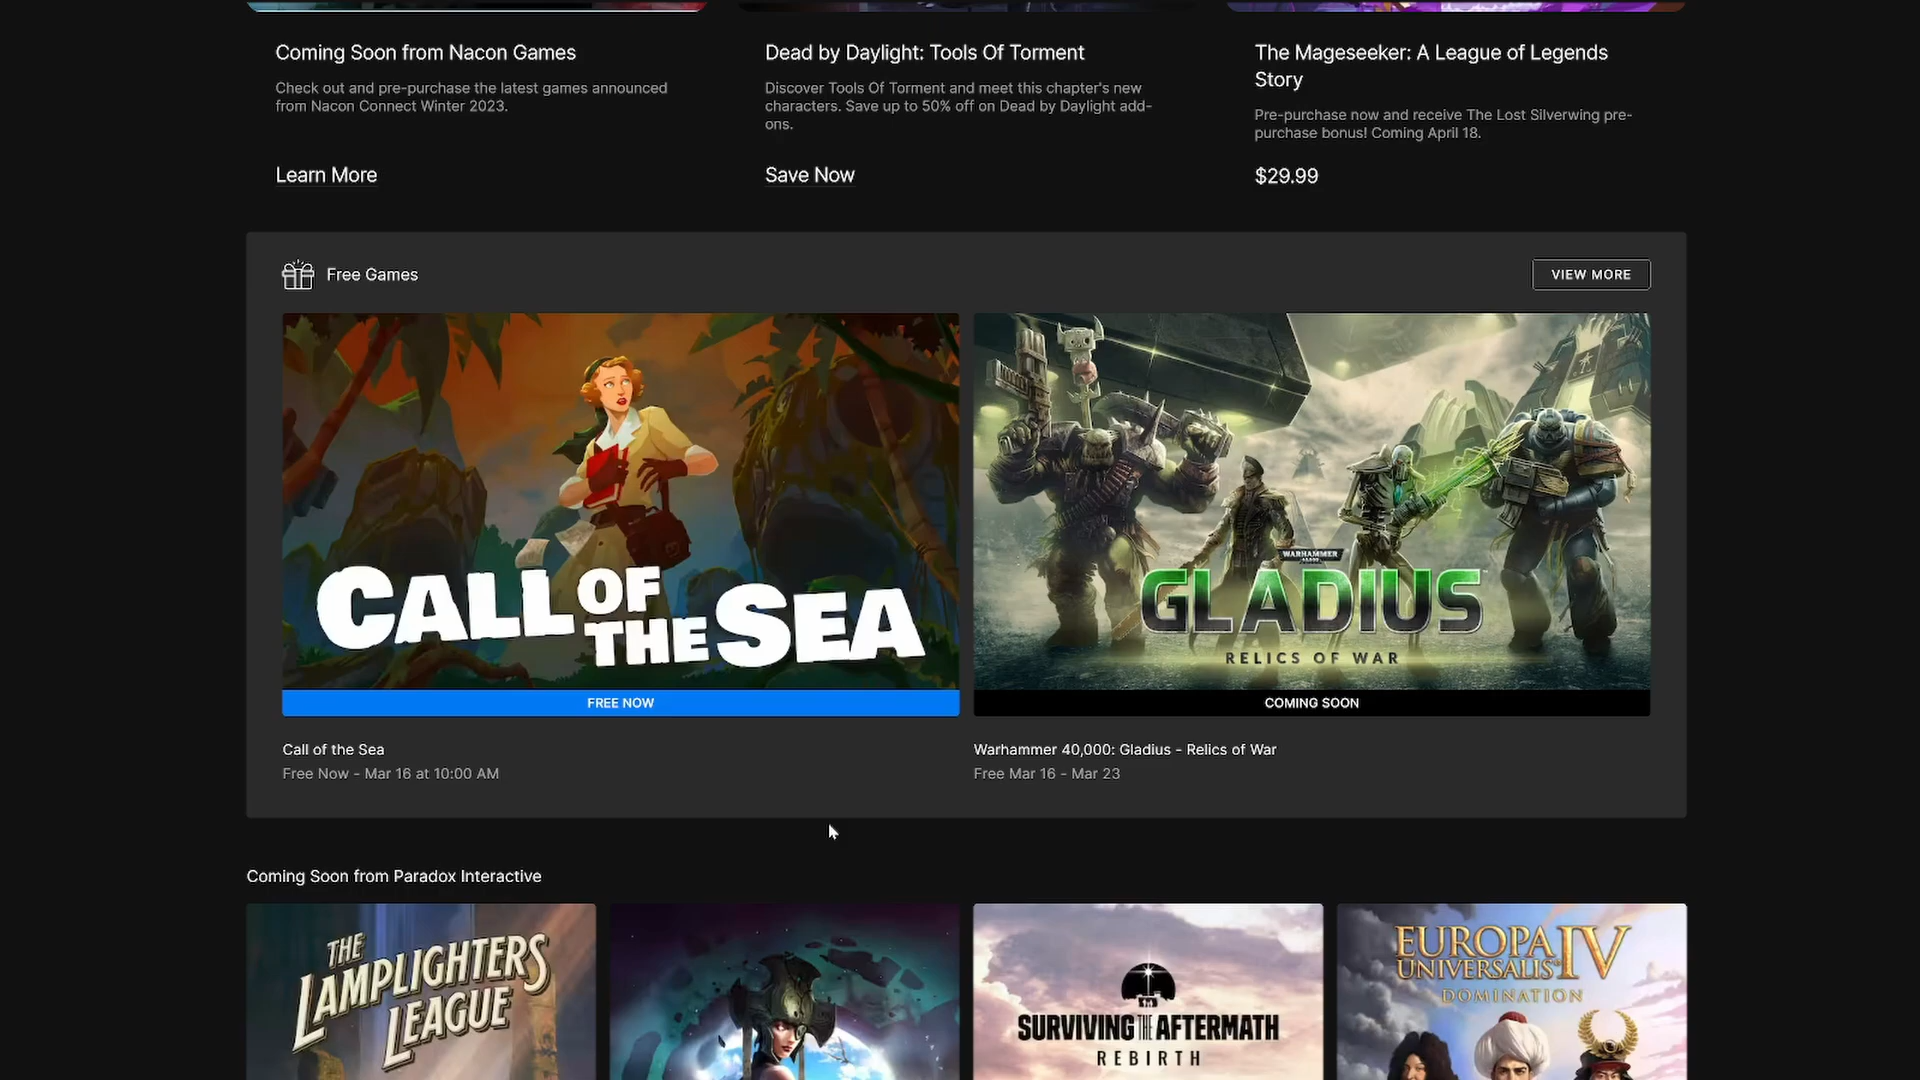 Coming Soon from Nacon Games
Check out and pre-purchase the latest games announced
from Nacon Connect Winter 2023.
Learn More
Dead by Daylight: Tools Of Torment
Discover Tools Of Torment and meet this chapter's new
characters. Save up to 50% off on Dead by Daylight add-
ons.
Save Now
The Mageseeker: A League of Legends
Story
Pre-purchase now and receive The Lost Silverwing pre-
purchase bonus! Coming April 18.
$29.99
Free Games
VIEW MORE
CALL OF
THE SEA
FREE NOW
Call of the Sea
Free Now - Mar 16 at 10:00 AM
WARHAMMER
40,000
GLADIUS
RELICS OF WAR
COMING SOON
Warhammer 40,000: Gladius - Relics of War
Free Mar 16 - Mar 23
Coming Soon from Paradox Interactive
THE
LAMPLIGHTERS
LEAGUE
SURVIVING THE AFTERMATH
REBIRTH
EUROPA
UNIVERSALIS IV
DOMINATION